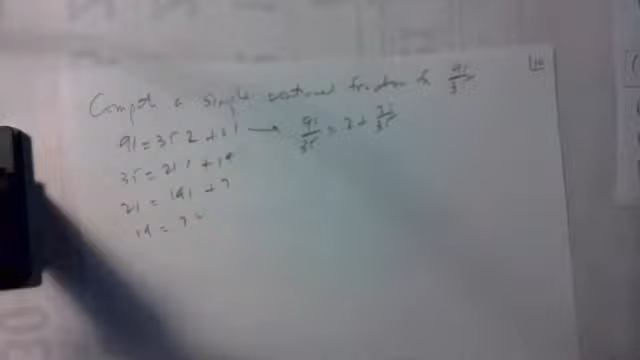 Compute a simple continued fraction for 91/35
91 = 35 2 + 21 → 91/35 = 2 + 21/35
35 = 21 1 + 14
21 = 14 1 + 7
14 = 7 2